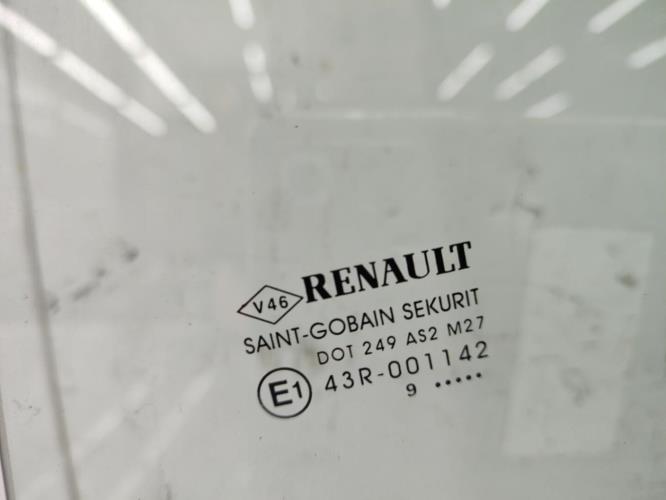 V46 RENAULT
SAINT-GOBAIN SEKURIT
DOT 249 AS2 M27
E1 43R-001142
9 .....